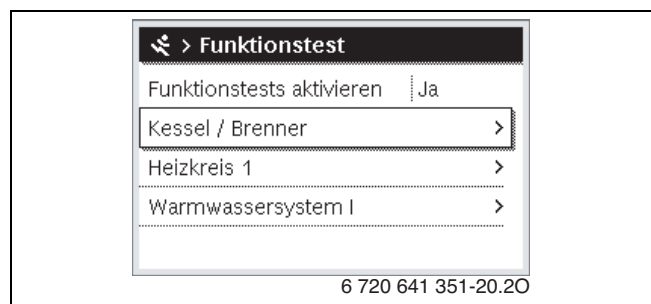 > Funktionstest
Funktionstests aktivieren Ja
Kessel / Brenner >
Heizkreis 1 >
Warmwassersystem I >
6 720 641 351-20.2O